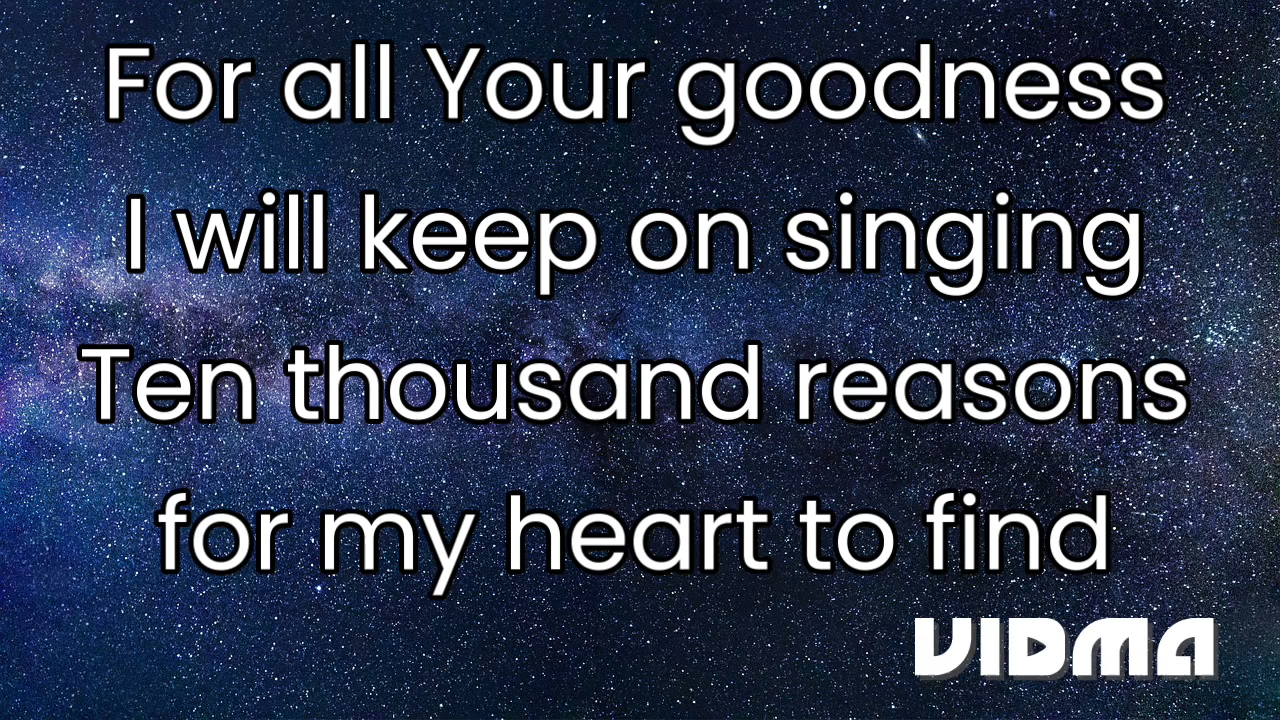 For all Your goodness
I will keep on singing
Ten thousand reasons
for my heart to find
VIDMA